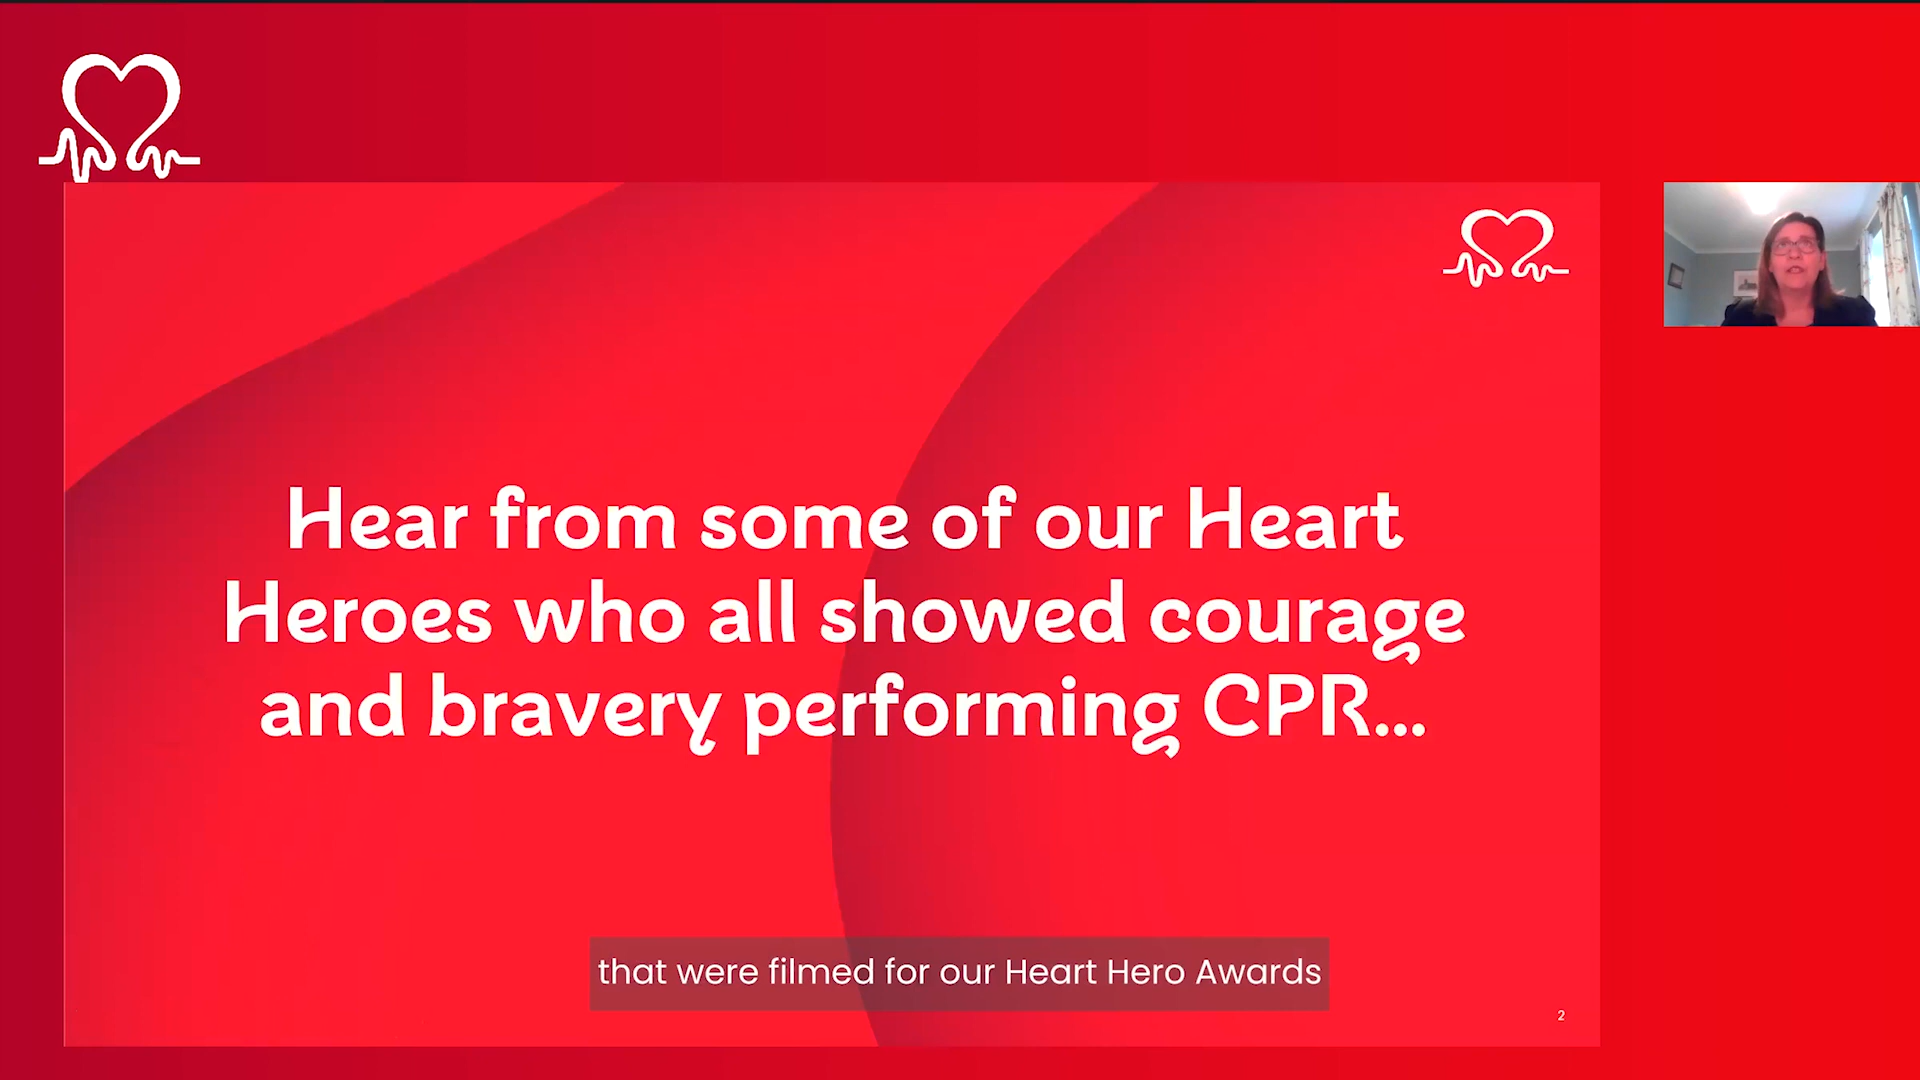 Hear from some of our Heart
Heroes who all showed courage
and bravery performing CPR...
that were filmed for our Heart Hero Awards
2